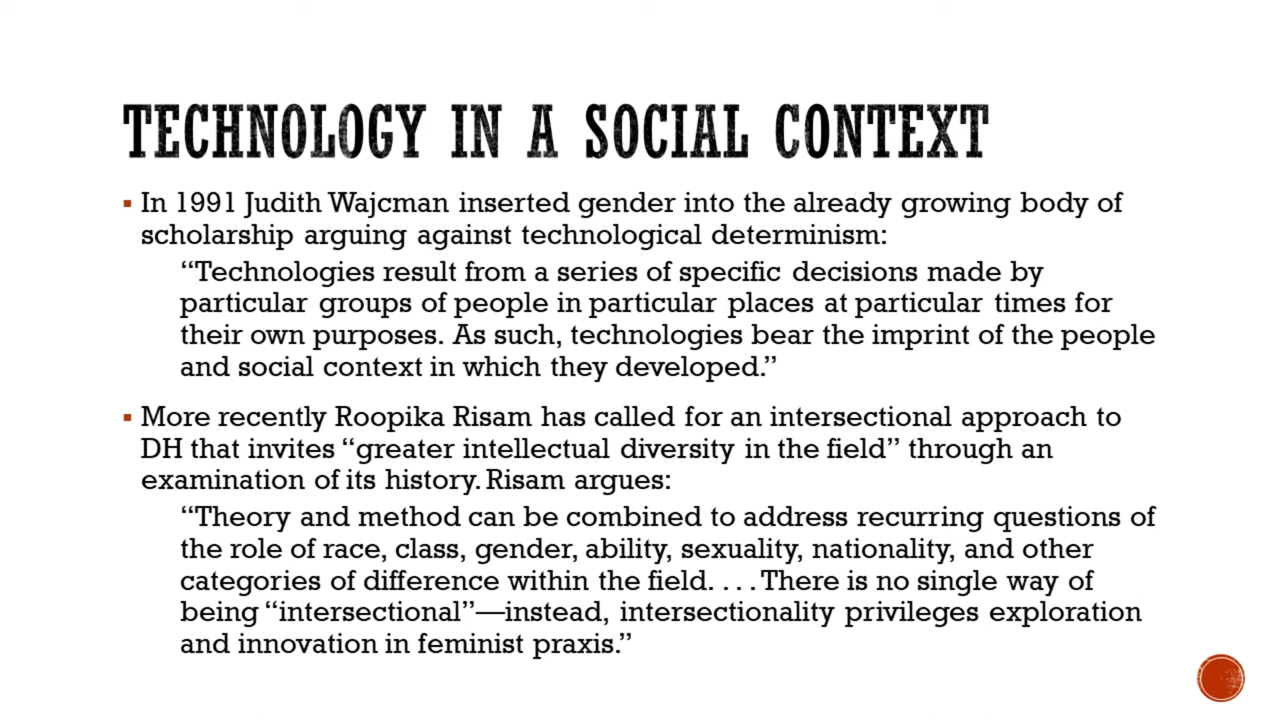 TECHNOLOGY IN A SOCIAL CONTEXT
▪ In 1991 Judith Wajcman inserted gender into the already growing body of
scholarship arguing against technological determinism:
“Technologies result from a series of specific decisions made by
particular groups of people in particular places at particular times for
their own purposes. As such, technologies bear the imprint of the people
and social context in which they developed.”
▪ More recently Roopika Risam has called for an intersectional approach to
DH that invites “greater intellectual diversity in the field” through an
examination of its history. Risam argues:
“Theory and method can be combined to address recurring questions of
the role of race, class, gender, ability, sexuality, nationality, and other
categories of difference within the field. . . . There is no single way of
being “intersectional”—instead, intersectionality privileges exploration
and innovation in feminist praxis.”